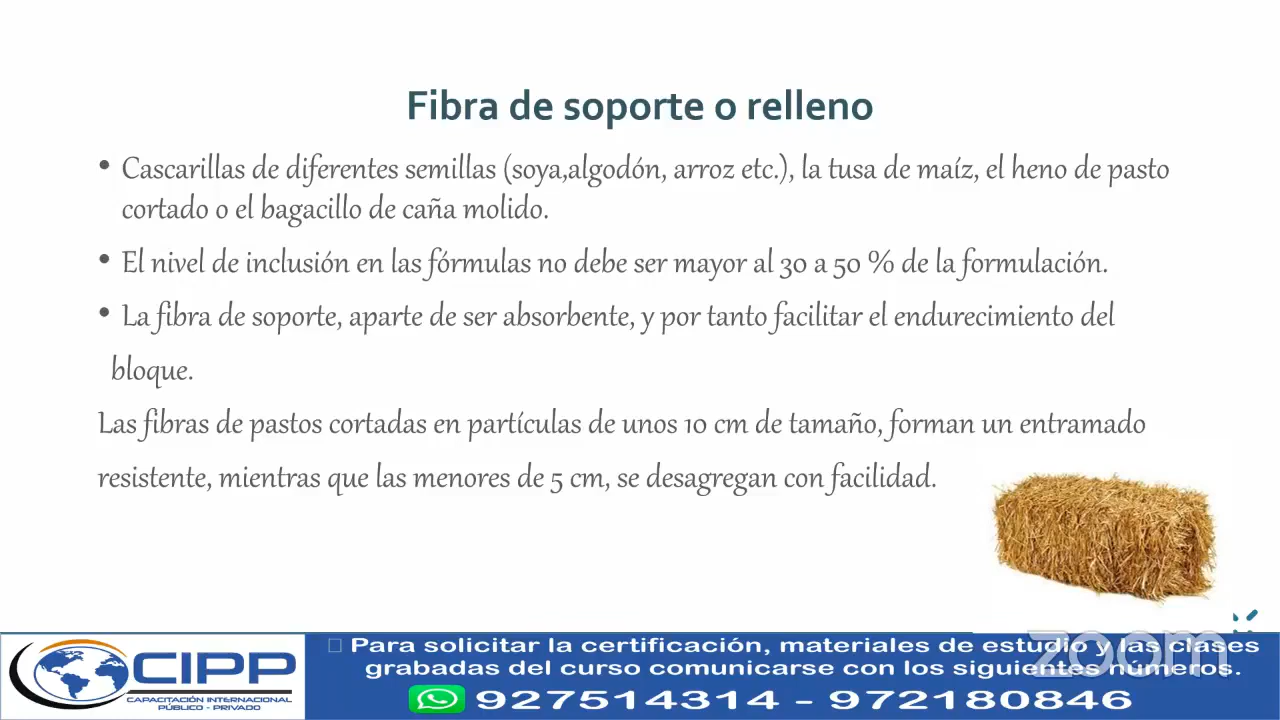 Fibra de soporte o relleno
• Cascarillas de diferentes semillas (soya,algodón, arroz etc.), la tusa de maíz, el heno de pasto
cortado o el bagacillo de caña molido.
• El nivel de inclusión en las fórmulas no debe ser mayor al 30 a 50 % de la formulación.
• La fibra de soporte, aparte de ser absorbente, y por tanto facilitar el endurecimiento del
bloque.
Las fibras de pastos cortadas en partículas de unos 10 cm de tamaño, forman un entramado
resistente, mientras que las menores de 5 cm, se desagregan con facilidad.
zoom
CIPP
CAPACITACIÓN INTERNACIONAL
PÚBLICO - PRIVADO
Para solicitar la certificación, materiales de estudio y las clases
grabadas del curso comunicarse con los siguientes números.
927514314 - 972180846